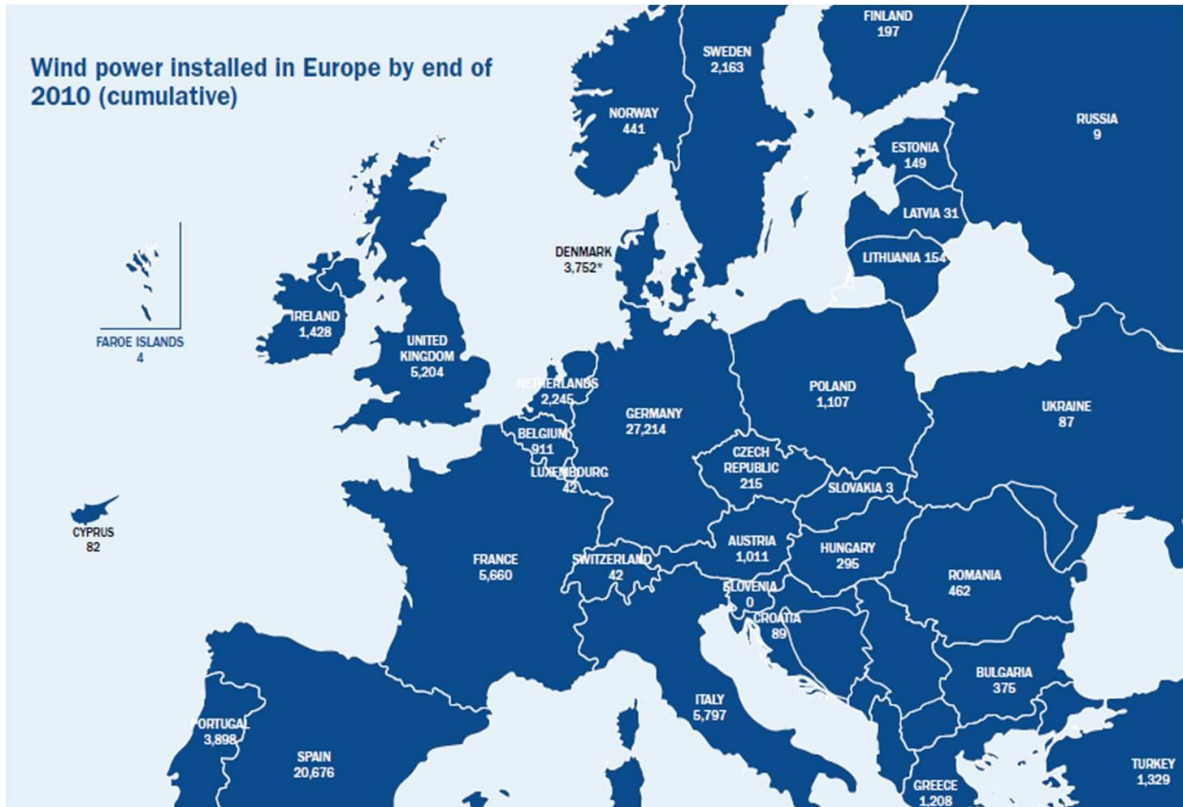 Wind power installed in Europe by end of
2010 (cumulative)
FINLAND
197
SWEDEN
2,163
NORWAY
441
RUSSIA
9
ESTONIA
149
LATVIA 31
LITHUANIA 154
DENMARK
3,752*
FAROE ISLANDS
4
IRELAND
1,428
UNITED
KINGDOM
5,204
NETHERLANDS
2,245
BELGIUM
911
LUXEMBOURG
42
GERMANY
27,214
POLAND
1,107
UKRAINE
87
CZECH
REPUBLIC
215
SLOVAKIA 3
CYPRUS
82
FRANCE
5,660
SWITZERLAND
42
AUSTRIA
1,011
HUNGARY
295
ROMANIA
462
SLOVENIA
0
CROATIA
89
BULGARIA
375
ITALY
5,797
PORTUGAL
3,898
SPAIN
20,676
GREECE
1,208
TURKEY
1,329